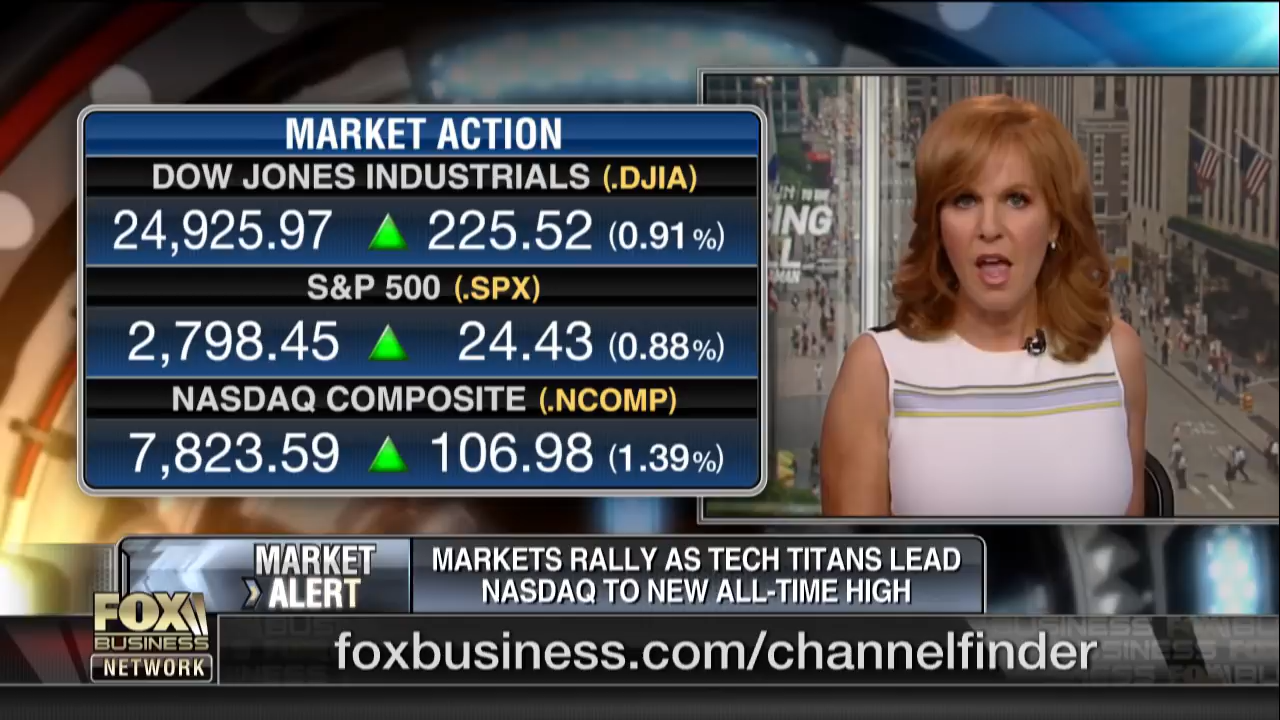 MARKET ACTION
DOW JONES INDUSTRIALS (.DJIA)
24,925.97 ▲ 225.52 (0.91%)
S&P 500 (.SPX)
2,798.45 ▲ 24.43 (0.88%)
NASDAQ COMPOSITE (.NCOMP)
7,823.59 ▲ 106.98 (1.39%)
MARKET ALERT
MARKETS RALLY AS TECH TITANS LEAD
NASDAQ TO NEW ALL-TIME HIGH
FOX
BUSINESS
NETWORK
foxbusiness.com/channelfinder